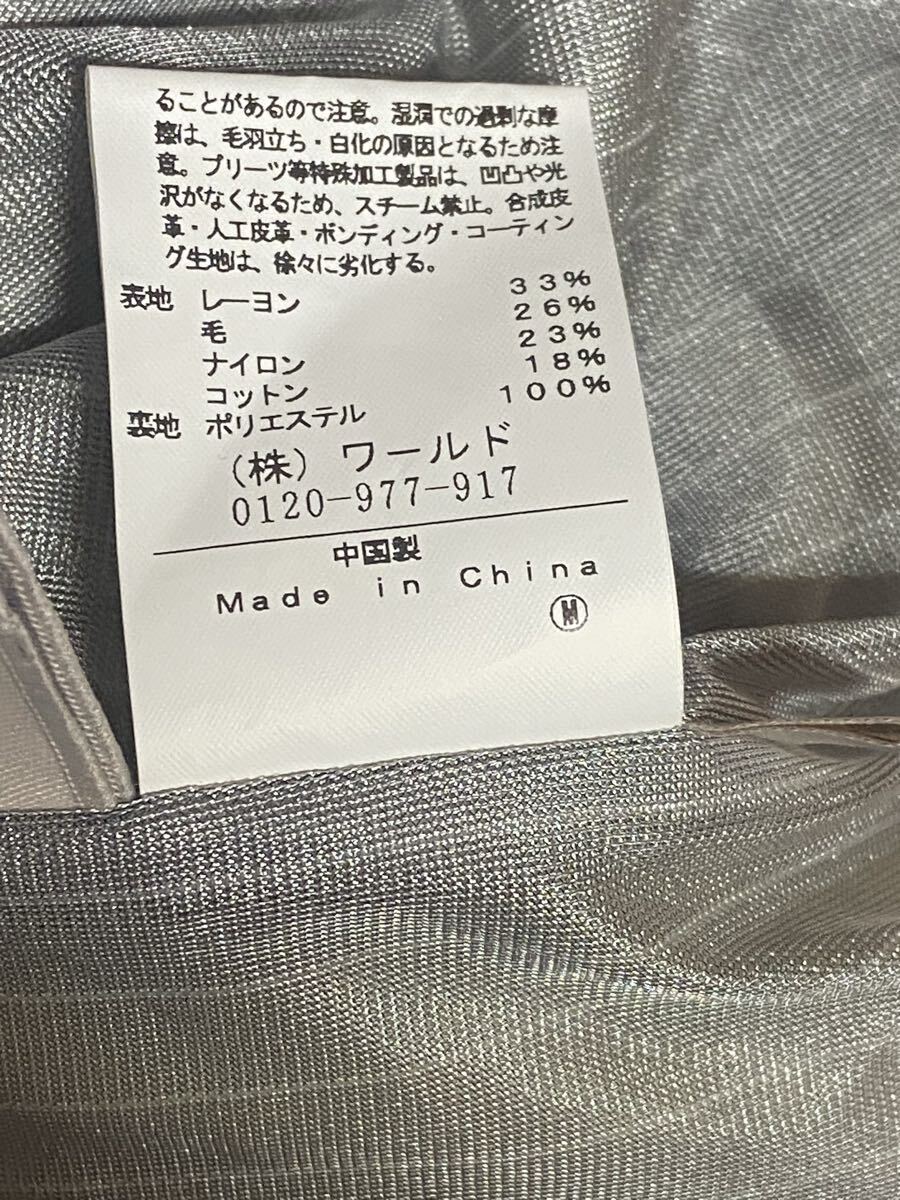 ることがあるので注意。湿潤での過剰な摩
擦は、毛羽立ち・白化の原因となるため注
意。プリーツ等特殊加工製品は、凹凸や光
沢がなくなるため、スチーム禁止。合成皮
革・人工皮革・ボンディング・コーティン
グ生地は、徐々に劣化する。
表地 レーヨン 33%
毛 26%
ナイロン 23%
コットン 18%
裏地 ポリエステル 100%
(株) ワールド
0120-977-917
中国製
Made in China
M